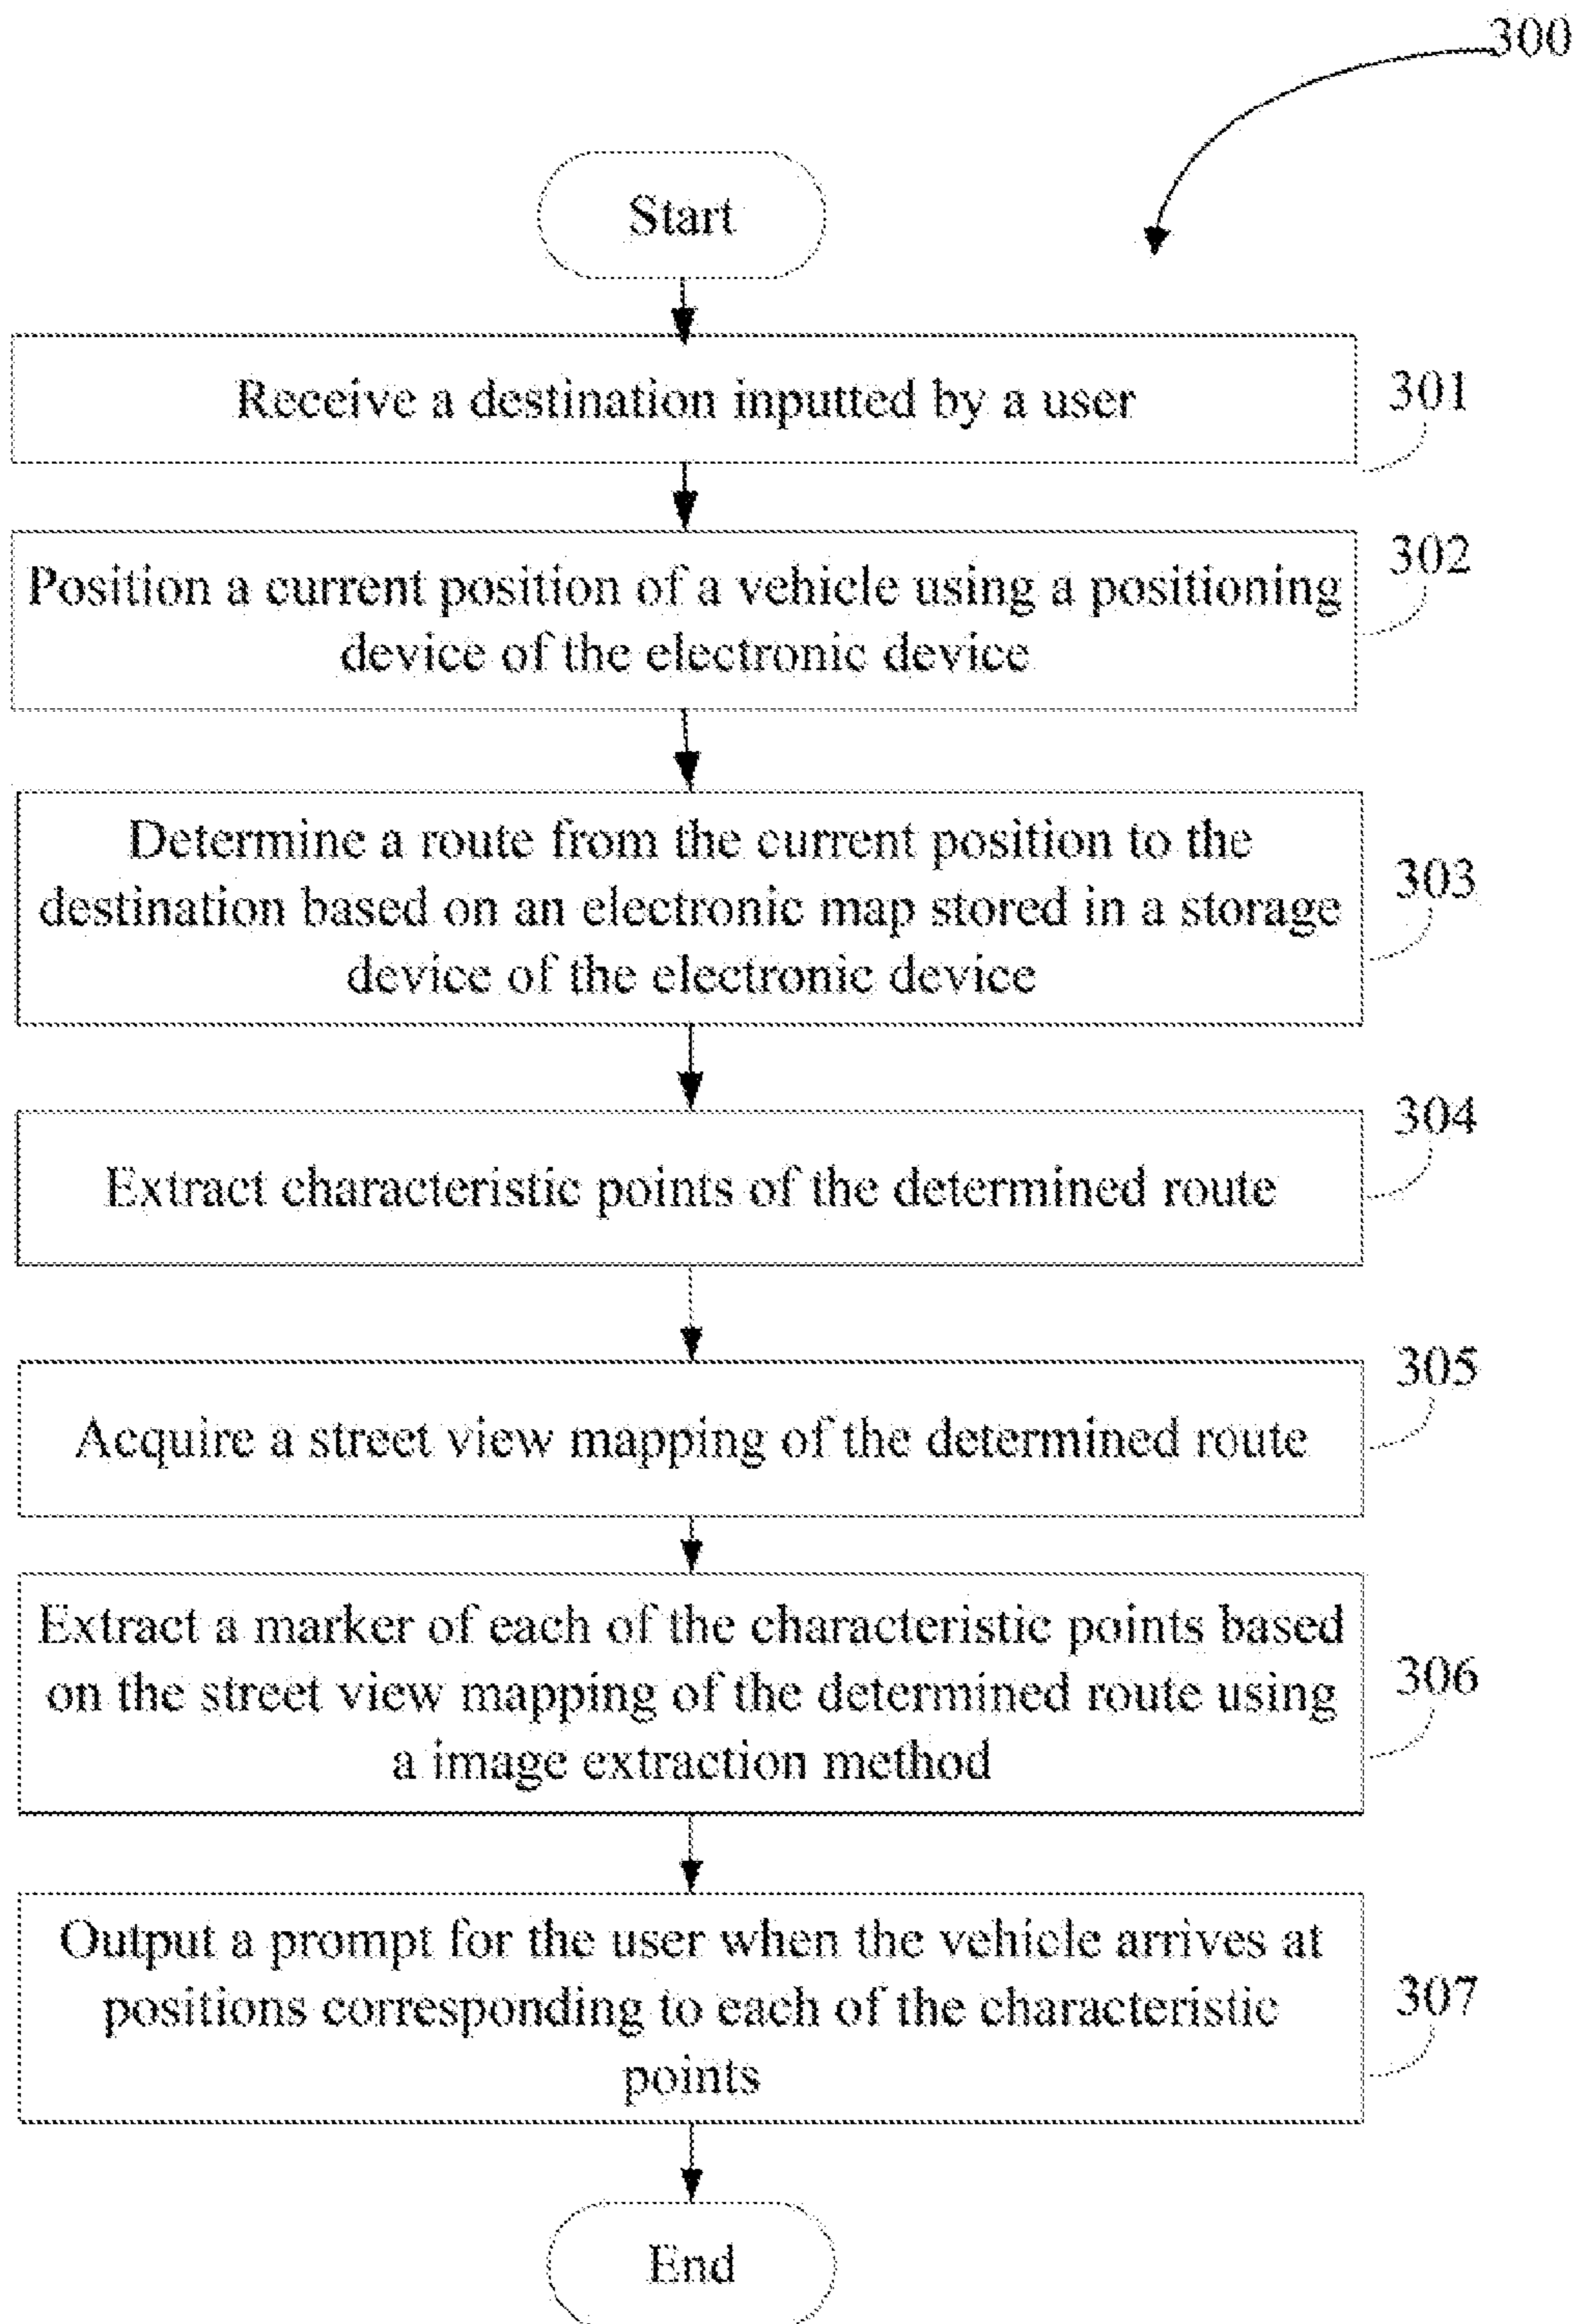 300
Start
Receive a destination inputted by a user
301
Position a current position of a vehicle using a positioning
device of the electronic device
302
Determine a route from the current position to the
destination based on an electronic map stored in a storage
device of the electronic device
303
Extract characteristic points of the determined route
304
Acquire a street view mapping of the determined route
305
Extract a marker of each of the characteristic points based
on the street view mapping of the determined route using
a image extraction method
306
Output a prompt for the user when the vehicle arrives at
positions corresponding to each of the characteristic
points
307
End